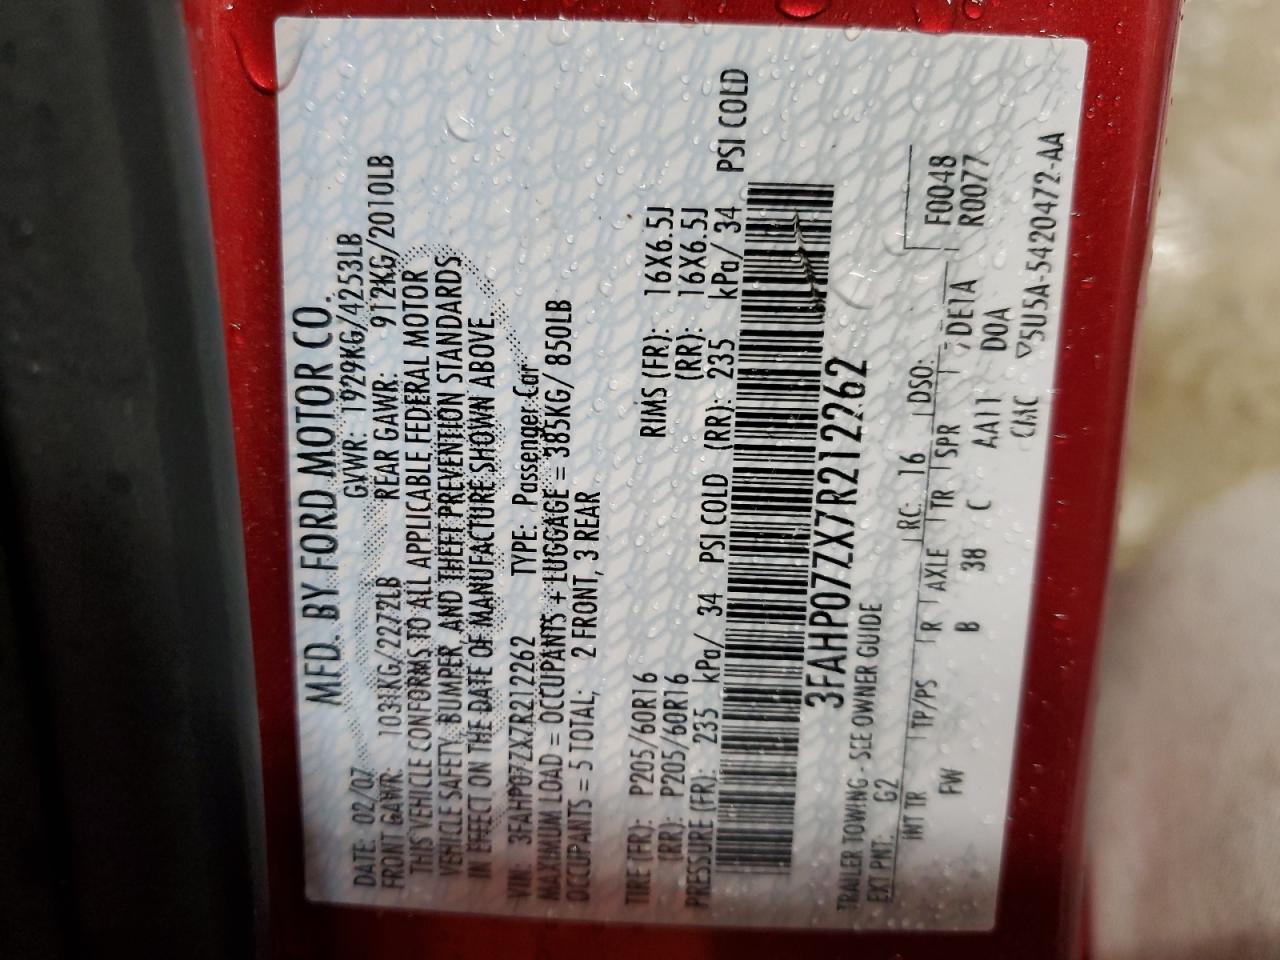 MFD. BY FORD MOTOR CO.
DATE: 02/07 GVWR: 1929KG/4253LB
FRONT GAWR: 1031KG/2272LB REAR GAWR: 912KG/2010LB
THIS VEHICLE CONFORMS TO ALL APPLICABLE FEDERAL MOTOR
VEHICLE SAFETY, BUMPER, AND THEFT PREVENTION STANDARDS
IN EFFECT ON THE DATE OF MANUFACTURE SHOWN ABOVE.
VIN: 3FAHP07ZX7R212262 TYPE: Passenger Car
MAXIMUM LOAD = OCCUPANTS + LUGGAGE = 385KG/ 850LB
OCCUPANTS = 5 TOTAL; 2 FRONT, 3 REAR
TIRE (FR): P205/60R16 RIMS (FR): 16X6.5J
(RR): P205/60R16 (RR): 16X6.5J
PRESSURE (FR): 235 kPa/ 34 PSI COLD (RR): 235 kPa/ 34 PSI COLD
3FAHP07ZX7R212262
TRAILER TOWING - SEE OWNER GUIDE
EXT PNT: G2 RC: 16 DSO: F0048
INT TR TP/PS R AXLE TR SPR DE1A R0077
FW B 38 C AA11 D0A
CMC ▽5U5A-5420472-AA